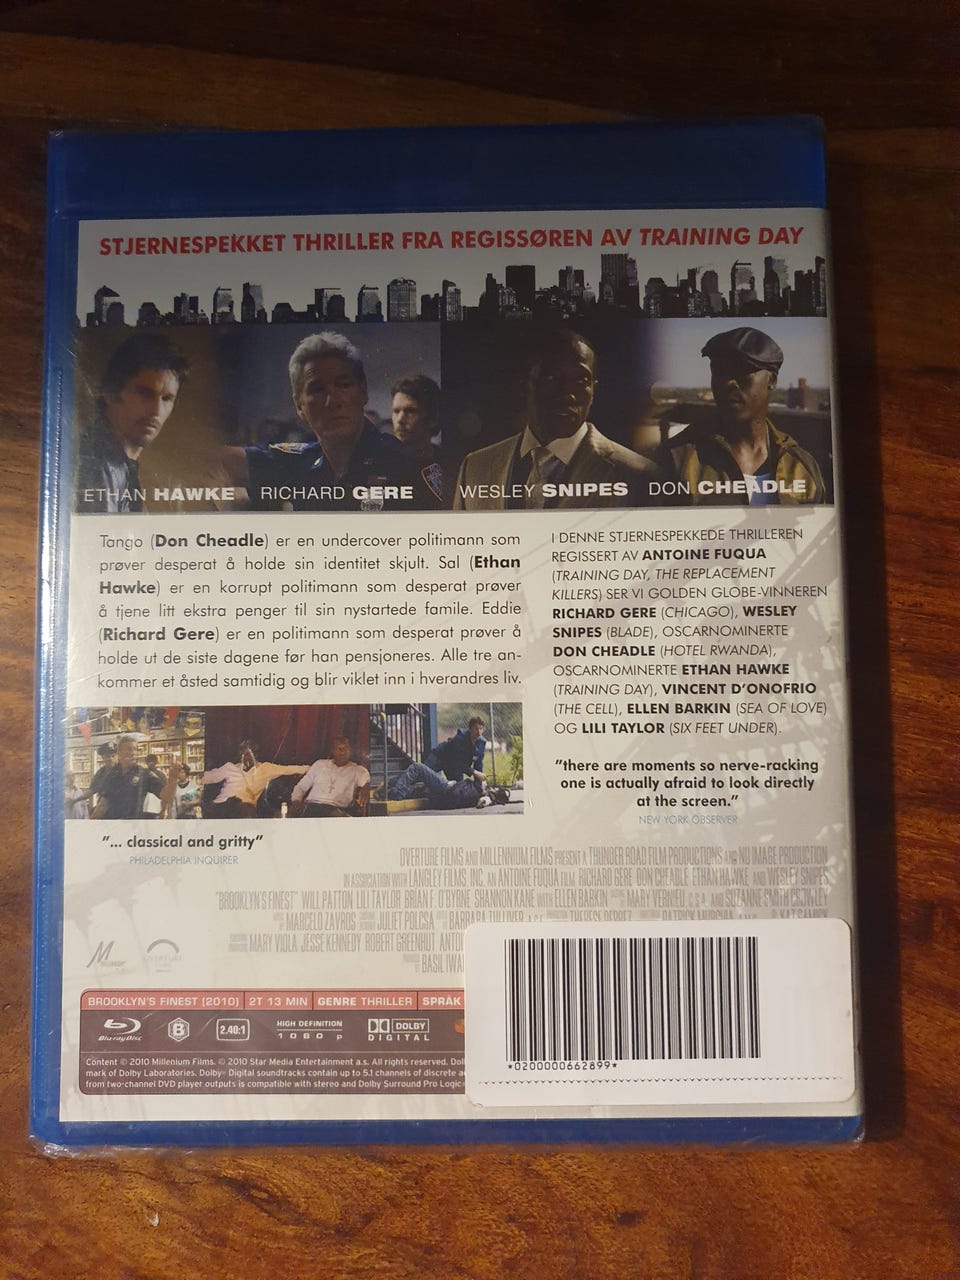 STJERNESPEKKET THRILLER FRA REGISSØREN AV TRAINING DAY
ETHAN HAWKE RICHARD GERE WESLEY SNIPES DON CHEADLE
Tango (Don Cheadle) er en undercover politimann som
prøver desperat å holde sin identitet skjult. Sal (Ethan
Hawke) er en korrupt politimann som desperat prøver
å tjene litt ekstra penger til sin nystartede famile. Eddie
(Richard Gere) er en politimann som desperat prøver å
holde ut de siste dagene før han pensjoneres. Alle tre an-
kommer et åsted samtidig og blir viklet inn i hverandres liv.
I DENNE STJERNESPEKKEDE THRILLEREN
REGISSERT AV ANTOINE FUQUA
(TRAINING DAY, THE REPLACEMENT
KILLERS) SER VI GOLDEN GLOBE-VINNEREN
RICHARD GERE (CHICAGO), WESLEY
SNIPES (BLADE), OSCARNOMINERTE
DON CHEADLE (HOTEL RWANDA),
OSCARNOMINERTE ETHAN HAWKE
(TRAINING DAY), VINCENT D'ONOFRIO
(THE CELL), ELLEN BARKIN (SEA OF LOVE)
OG LILI TAYLOR (SIX FEET UNDER).
"there are moments so nerve-racking
one is actually afraid to look directly
at the screen."
NEW YORK OBSERVER
"... classical and gritty"
PHILADELPHIA INQUIRER
OVERTURE FILMS AND MILLENNIUM FILMS PRESENT A THUNDER ROAD FILM PRODUCTIONS AND NU IMAGE PRODUCTION
IN ASSOCIATION WITH LANGLEY FILMS, INC. AN ANTOINE FUQUA FILM RICHARD GERE DON CHEADLE ETHAN HAWKE AND WESLEY SNIPES
"BROOKLYN'S FINEST" WILL PATTON LILI TAYLOR BRIAN F. O'BYRNE SHANNON KANE WITH ELLEN BARKIN MARY VERNIEU, C.S.A. AND SUZANNE SMITH CROWLEY
MARCELO ZAVROS JULIET POLCSA BARBARA TULLIVER, A.C.E. THERESE DEPREZ
MARY VIOLA JESSE KENNEDY ROBERT GREENHUT
PRODUCED BY BASIL
OVERTURE
BROOKLYN'S FINEST (2010) 2T 13 MIN GENRE THRILLER SPRÅK
Blu-ray Disc B 2.40:1 HIGH DEFINITION 1080p DOLBY DIGITAL
Content © 2010 Millenium Films. © 2010 Star Media Entertainment a.s. All rights reserved.
mark of Dolby Laboratories. Dolby Digital soundtracks contain up to 5.1 channels of discrete
from two-channel DVD player outputs is compatible with stereo and Dolby Surround Pro Logic
*0200000662899*